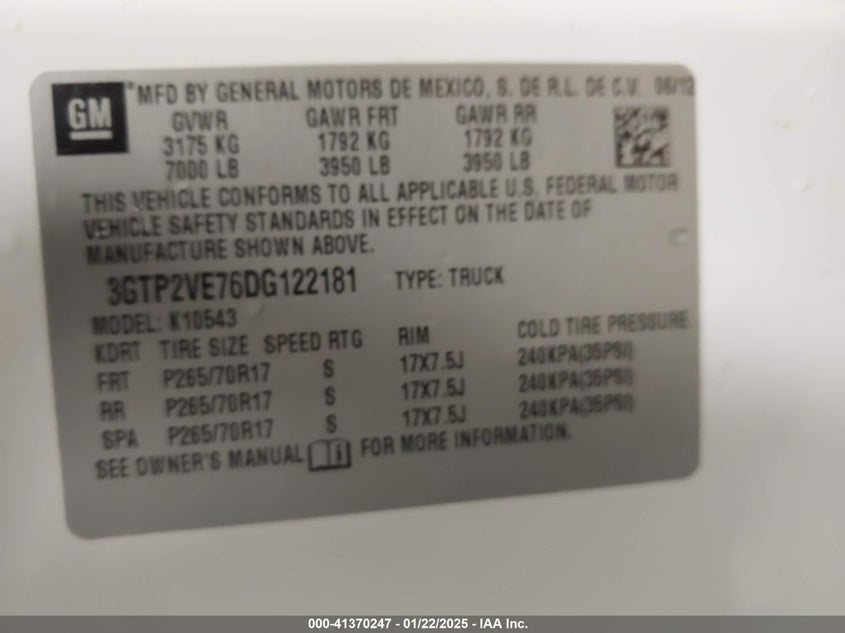 GM
*MFD BY GENERAL MOTORS DE MEXICO, S. DE R.L. DE C.V. 06/12
GVWR GAWR FRT GAWR RR
3175 KG 1792 KG 1792 KG
7000 LB 3950 LB 3950 LB
THIS VEHICLE CONFORMS TO ALL APPLICABLE U.S. FEDERAL MOTOR
VEHICLE SAFETY STANDARDS IN EFFECT ON THE DATE OF
MANUFACTURE SHOWN ABOVE.
3GTP2VE76DG122181 TYPE: TRUCK
MODEL: K10543
KDRT TIRE SIZE SPEED RTG RIM COLD TIRE PRESSURE
FRT P265/70R17 S 17X7.5J 240KPA(35PSI)
RR P265/70R17 S 17X7.5J 240KPA(35PSI)
SPA P265/70R17 S 17X7.5J 240KPA(35PSI)
SEE OWNER'S MANUAL FOR MORE INFORMATION.
000-41370247 - 01/22/2025 - IAA Inc.